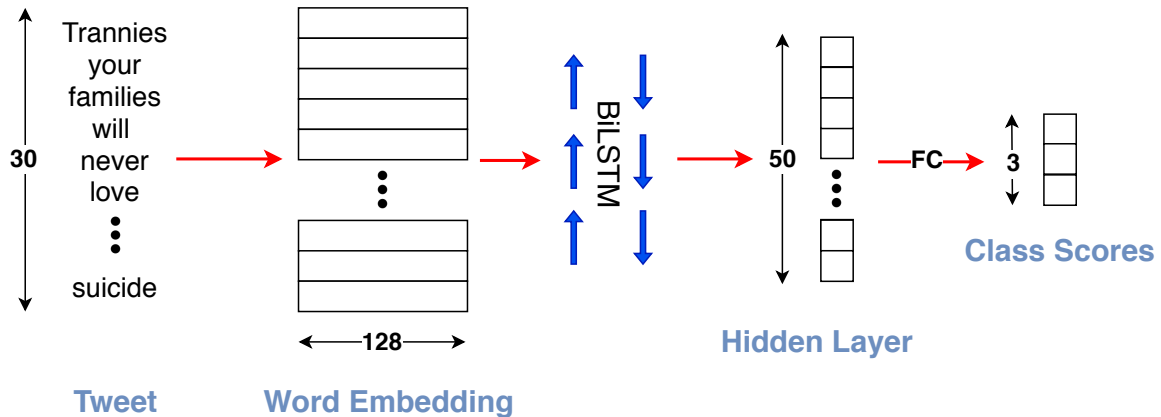 Trannies
your
families
will
never
love
suicide
30
128
BiLSTM
50
FC
3
Class Scores
Hidden Layer
Tweet
Word Embedding